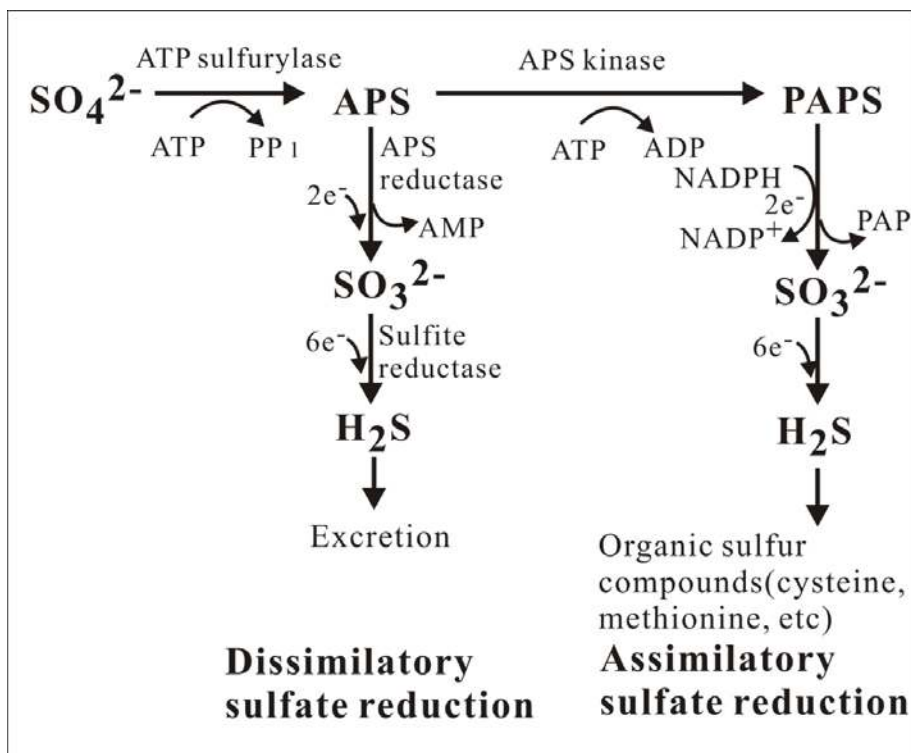 ATP sulfurylase
APS kinase
SO₄²⁻
APS
PAPS
ATP
PP₁
ATP
ADP
APS
reductase
2e⁻
AMP
NADPH
2e⁻
NADP⁺
PAP
SO₃²⁻
SO₃²⁻
6e⁻
Sulfite
reductase
6e⁻
H₂S
H₂S
Excretion
Organic sulfur
compounds(cysteine,
methionine, etc)
Dissimilatory
sulfate reduction
Assimilatory
sulfate reduction